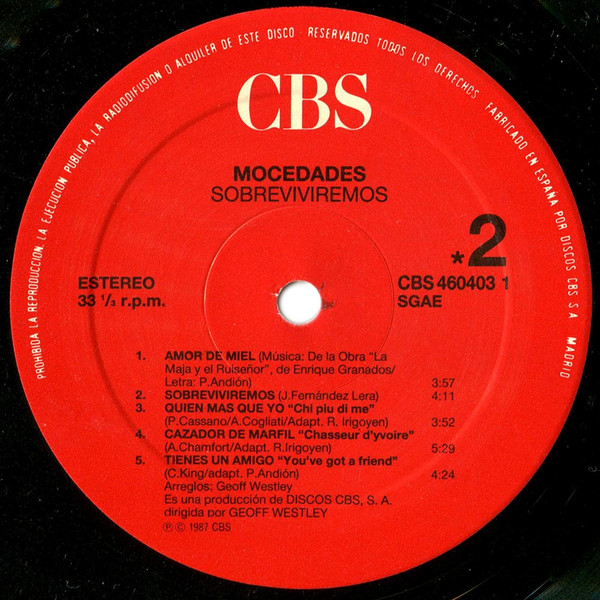 PROHIBIDA LA REPRODUCCION, LA EJECUCION PUBLICA, LA RADIODIFUSION O ALQUILER DE ESTE DISCO · RESERVADOS TODOS LOS DERECHOS. FABRICADO EN ESPAÑA POR DISCOS CBS S.A. MADRID
CBS
MOCEDADES
SOBREVIVIREMOS
*2
ESTEREO
33 1/3 r.p.m.
CBS 460403 1
SGAE
1. AMOR DE MIEL (Música: De la Obra "La
Maja y el Ruiseñor", de Enrique Granados/
Letra: P.Andión) 3:57
2. SOBREVIVIREMOS (J.Fernández Lera) 4:11
3. QUIEN MAS QUE YO "Chi piu di me"
(P.Cassano/A.Cogliati/Adapt. R. Irigoyen) 3:52
4. CAZADOR DE MARFIL "Chasseur d'yvoire"
(A.Chamfort/Adapt. R.Irigoyen) 5:29
5. TIENES UN AMIGO "You've got a friend"
(C.King/adapt. P.Andión) 4:24
Arreglos: Geoff Westley
Es una producción de DISCOS CBS, S. A.
dirigida por GEOFF WESTLEY
℗ © 1987 CBS